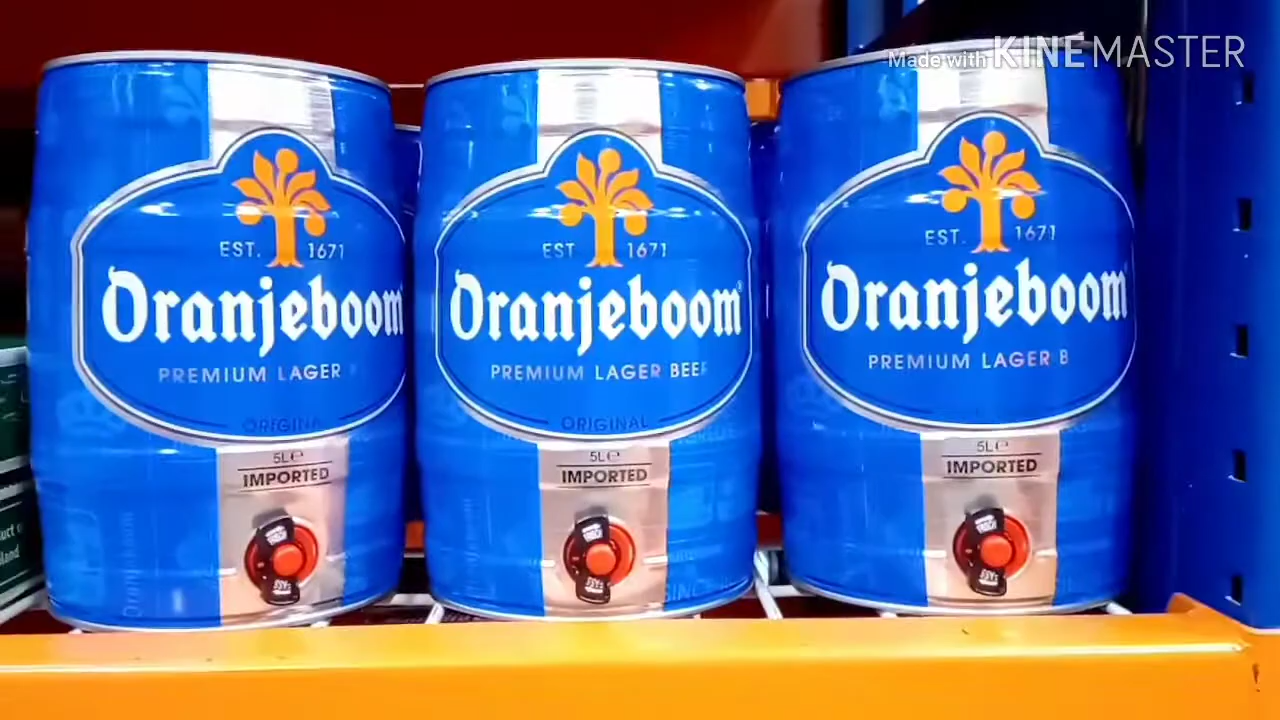 Made with KINEMASTER
EST. 1671
Oranjeboom
PREMIUM LAGER
ORIGINAL
5L℮
IMPORTED
EST 1671
Oranjeboom®
PREMIUM LAGER BEER
ORIGINAL
5L℮
IMPORTED
EST. 1671
Oranjeboom
PREMIUM LAGER B
5L℮
IMPORTED